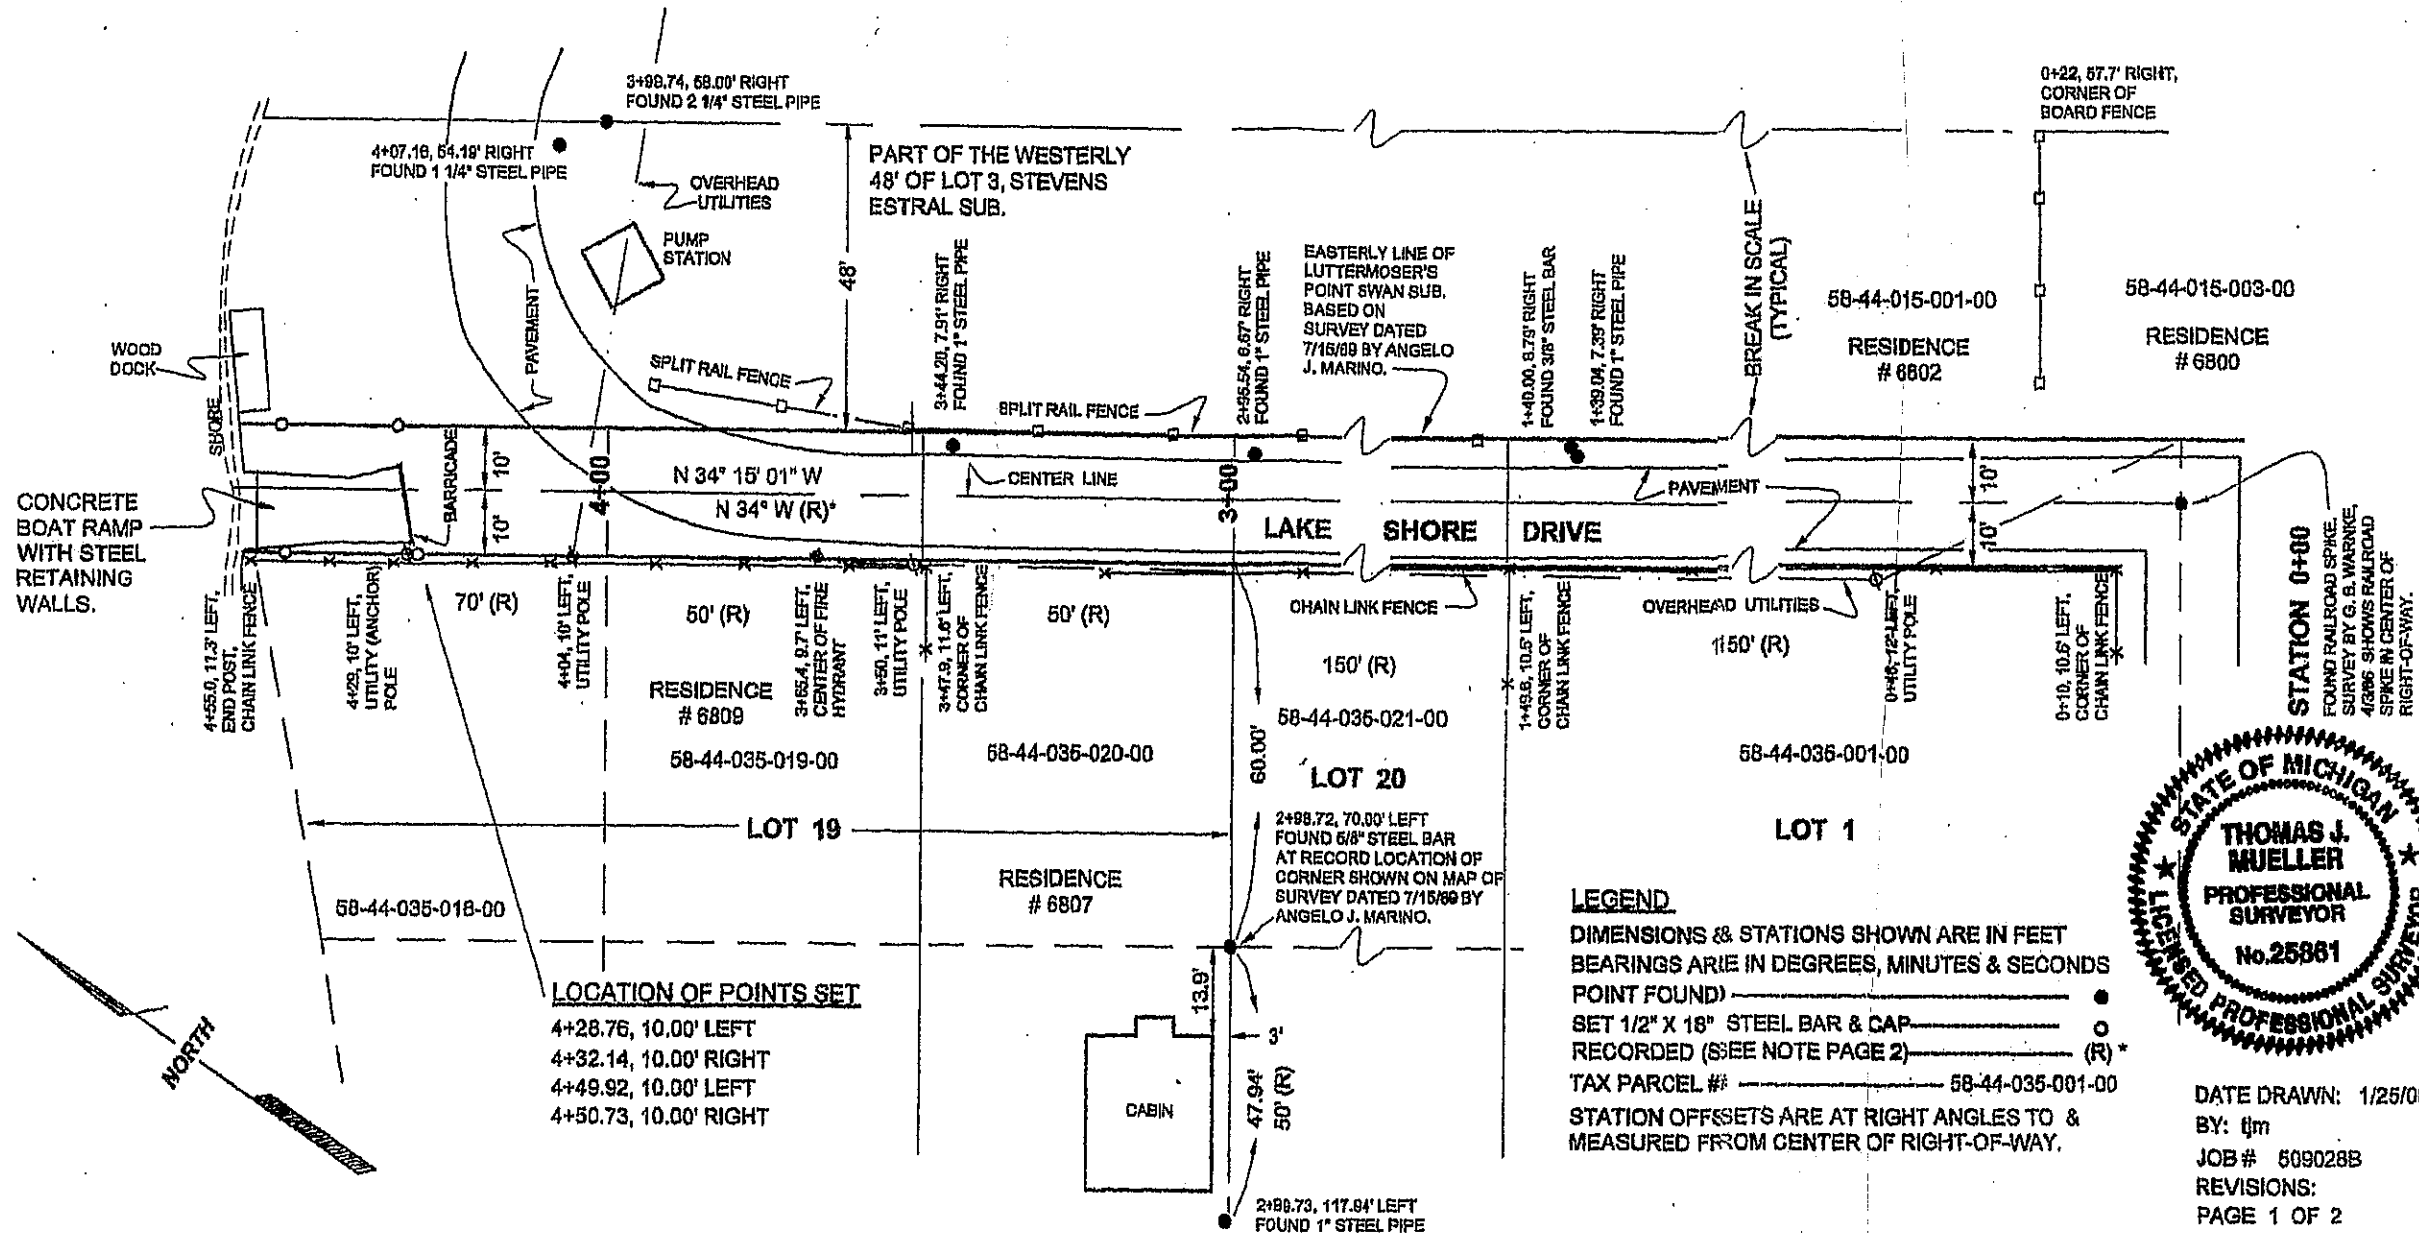 3+99.74, 58.00' RIGHT
FOUND 2 1/4" STEEL PIPE
4+07.16, 54.19' RIGHT
FOUND 1 1/4" STEEL PIPE
OVERHEAD
UTILITIES
PUMP
STATION
PAVEMENT
PART OF THE WESTERLY
48' OF LOT 3, STEVENS
ESTRAL SUB.
48'
0+22, 57.7' RIGHT,
CORNER OF
BOARD FENCE
WOOD
DOCK
SHORE
SPLIT RAIL FENCE
3+44.28, 7.91' RIGHT
FOUND 1" STEEL PIPE
SPLIT RAIL FENCE
2+95.54, 6.67' RIGHT
FOUND 1" STEEL PIPE
EASTERLY LINE OF
LUTTERMOSER'S
POINT SWAN SUB.
BASED ON
SURVEY DATED
7/15/69 BY ANGELO
J. MARINO.
1+40.00, 8.79' RIGHT
FOUND 3/8" STEEL BAR
1+39.04, 7.39' RIGHT
FOUND 1" STEEL PIPE
BREAK IN SCALE
(TYPICAL)
58-44-015-001-00
RESIDENCE
# 6802
58-44-015-003-00
RESIDENCE
# 6800
CONCRETE
BOAT RAMP
WITH STEEL
RETAINING
WALLS.
BARRICADE
10'
10'
4+00
N 34° 15' 01" W
N 34° W (R)*
CENTER LINE
3+00
LAKE SHORE DRIVE
PAVEMENT
10'
10'
STATION 0+00
FOUND RAILROAD SPIKE.
SURVEY BY G. B. WARNKE,
4/3/86 SHOWS RAILROAD
SPIKE IN CENTER OF
RIGHT-OF-WAY.
4+55.0, 11.3' LEFT,
END POST,
CHAIN LINK FENCE
4+29, 10' LEFT,
UTILITY (ANCHOR)
POLE
70' (R)
4+04, 10' LEFT,
UTILITY POLE
50' (R)
3+65.4, 9.7' LEFT,
CENTER OF FIRE
HYDRANT
3+50, 11' LEFT,
UTILITY POLE
3+47.9, 11.6' LEFT,
CORNER OF
CHAIN LINK FENCE
50' (R)
CHAIN LINK FENCE
150' (R)
1+49.8, 10.5' LEFT,
CORNER OF
CHAIN LINK FENCE
OVERHEAD UTILITIES
150' (R)
UTILITY POLE
0+10, 10.6' LEFT,
CORNER OF
CHAIN LINK FENCE
RESIDENCE
# 6809
58-44-035-019-00
58-44-035-020-00
58-44-035-021-00
58-44-036-001-00
60.00'
LOT 20
LOT 19
LOT 1
2+98.72, 70.00' LEFT
FOUND 5/8" STEEL BAR
AT RECORD LOCATION OF
CORNER SHOWN ON MAP OF
SURVEY DATED 7/15/69 BY
ANGELO J. MARINO.
RESIDENCE
# 6807
58-44-035-018-00
NORTH
LOCATION OF POINTS SET
4+28.76, 10.00' LEFT
4+32.14, 10.00' RIGHT
4+49.92, 10.00' LEFT
4+50.73, 10.00' RIGHT
13.9'
3'
CABIN
47.94'
50' (R)
2+99.73, 117.94' LEFT
FOUND 1" STEEL PIPE
LEGEND
DIMENSIONS & STATIONS SHOWN ARE IN FEET
BEARINGS ARE IN DEGREES, MINUTES & SECONDS
POINT FOUND
SET 1/2" X 18" STEEL BAR & CAP
RECORDED (SEE NOTE PAGE 2) (R) *
TAX PARCEL # 58-44-035-001-00
STATION OFFSETS ARE AT RIGHT ANGLES TO &
MEASURED FROM CENTER OF RIGHT-OF-WAY.
STATE OF MICHIGAN
THOMAS J.
MUELLER
PROFESSIONAL
SURVEYOR
No.25861
LICENSED PROFESSIONAL SURVEYOR
DATE DRAWN: 1/25/0
BY: tjm
JOB # 509028B
REVISIONS:
PAGE 1 OF 2